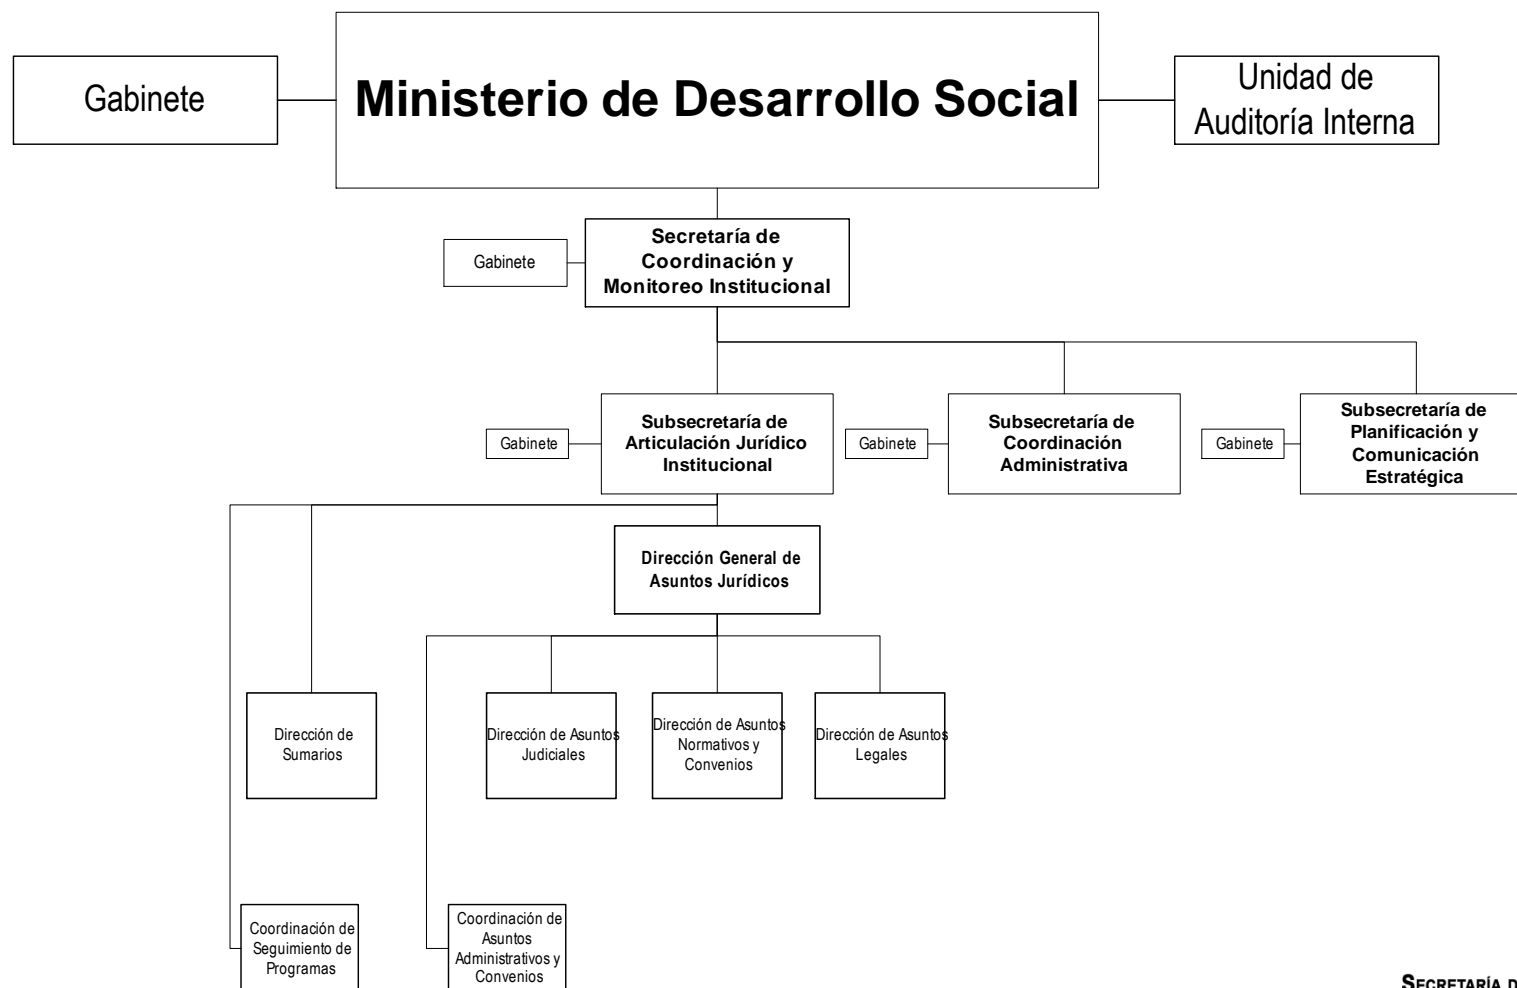 Gabinete
Ministerio de Desarrollo Social
Unidad de
Auditoría Interna
Gabinete
Secretaría de
Coordinación y
Monitoreo Institucional
Gabinete
Subsecretaría de
Articulación Jurídico
Institucional
Gabinete
Subsecretaría de
Coordinación
Administrativa
Gabinete
Subsecretaría de
Planificación y
Comunicación
Estratégica
Dirección General de
Asuntos Jurídicos
Dirección de
Sumarios
Dirección de Asuntos
Judiciales
Dirección de Asuntos
Normativos y
Convenios
Dirección de Asuntos
Legales
Coordinación de
Seguimiento de
Programas
Coordinación de
Asuntos
Administrativos y
Convenios
SECRETARÍA D